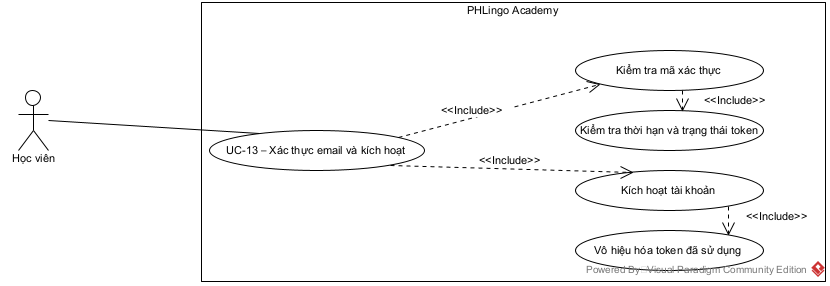 PHLingo Academy
Kiểm tra mã xác thực
<<Include>>
<<Include>>
Kiểm tra thời hạn và trạng thái token
UC-13 – Xác thực email và kích hoạt
Học viên
<<Include>>
Kích hoạt tài khoản
<<Include>>
Vô hiệu hóa token đã sử dụng
Powered By: Visual Paradigm Community Edition